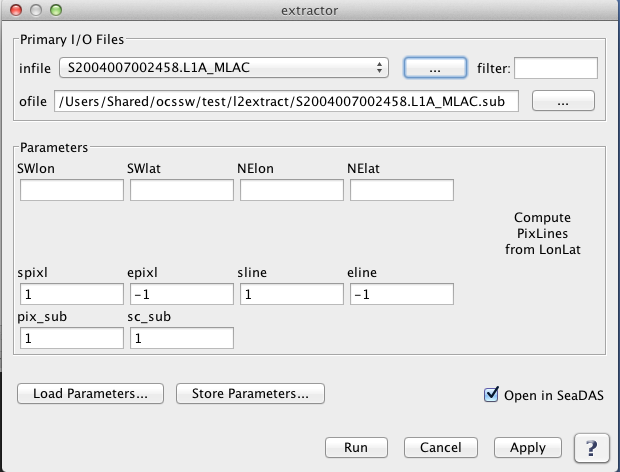 extractor
Primary I/O Files
infile S2004007002458.L1A_MLAC ... filter:
ofile /Users/Shared/ocssw/test/l2extract/S2004007002458.L1A_MLAC.sub ...
Parameters
SWlon SWlat NElon NElat
Compute
PixLines
from LonLat
spixl epixl sline eline
1 -1 1 -1
pix_sub sc_sub
1 1
Load Parameters... Store Parameters... Open in SeaDAS
Run Cancel Apply ?